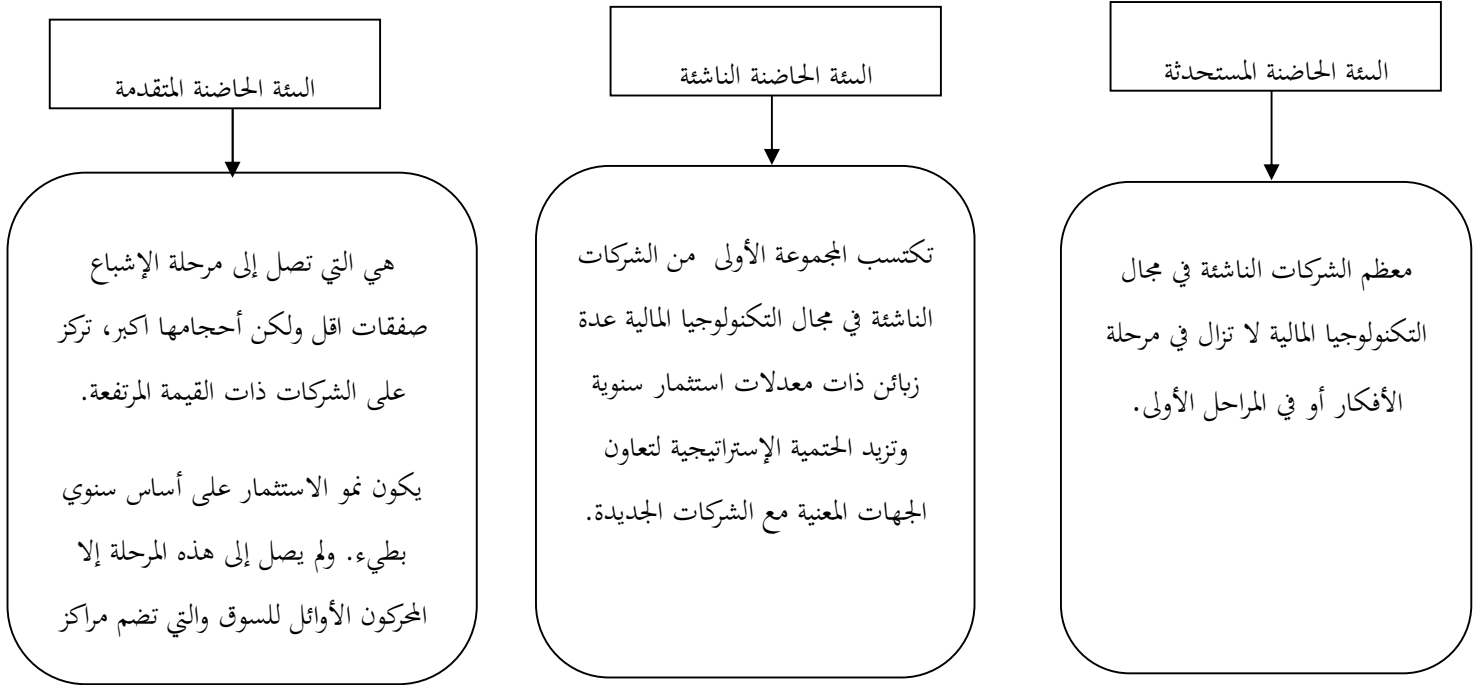 البيئة الحاضنة المستحدثة
معظم الشركات الناشئة في مجال
التكنولوجيا المالية لا تزال في مرحلة
الأفكار أو في المراحل الأولى.
البيئة الحاضنة الناشئة
تكتسب المجموعة الأولى من الشركات
الناشئة في مجال التكنولوجيا المالية عدة
زبائن ذات معدلات استثمار سنوية
وتزيد الحتمية الإستراتيجية لتعاون
الجهات المعنية مع الشركات الجديدة.
البيئة الحاضنة المتقدمة
هي التي تصل إلى مرحلة الإشباع
صفقات اقل ولكن أحجامها اكبر، تركز
على الشركات ذات القيمة المرتفعة.
يكون نمو الاستثمار على أساس سنوي
بطيء. ولم يصل إلى هذه المرحلة إلا
المحركون الأوائل للسوق والتي تضم مراكز